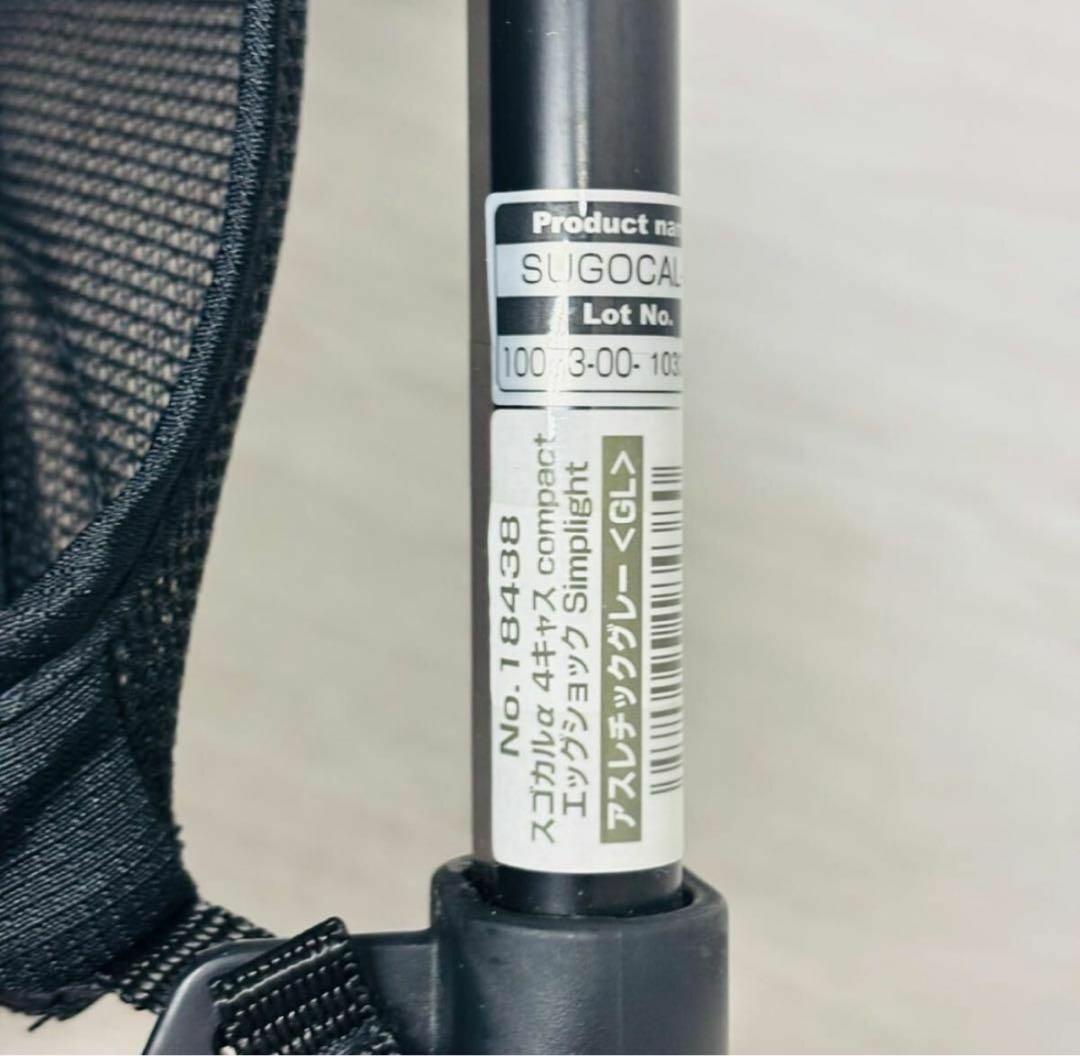 Product
SUGOCAL
Lot No.
3-00-
No. 18438
スゴカルα 4キャス compact
エッグショック Simplight
アスレチックグレー <GL>